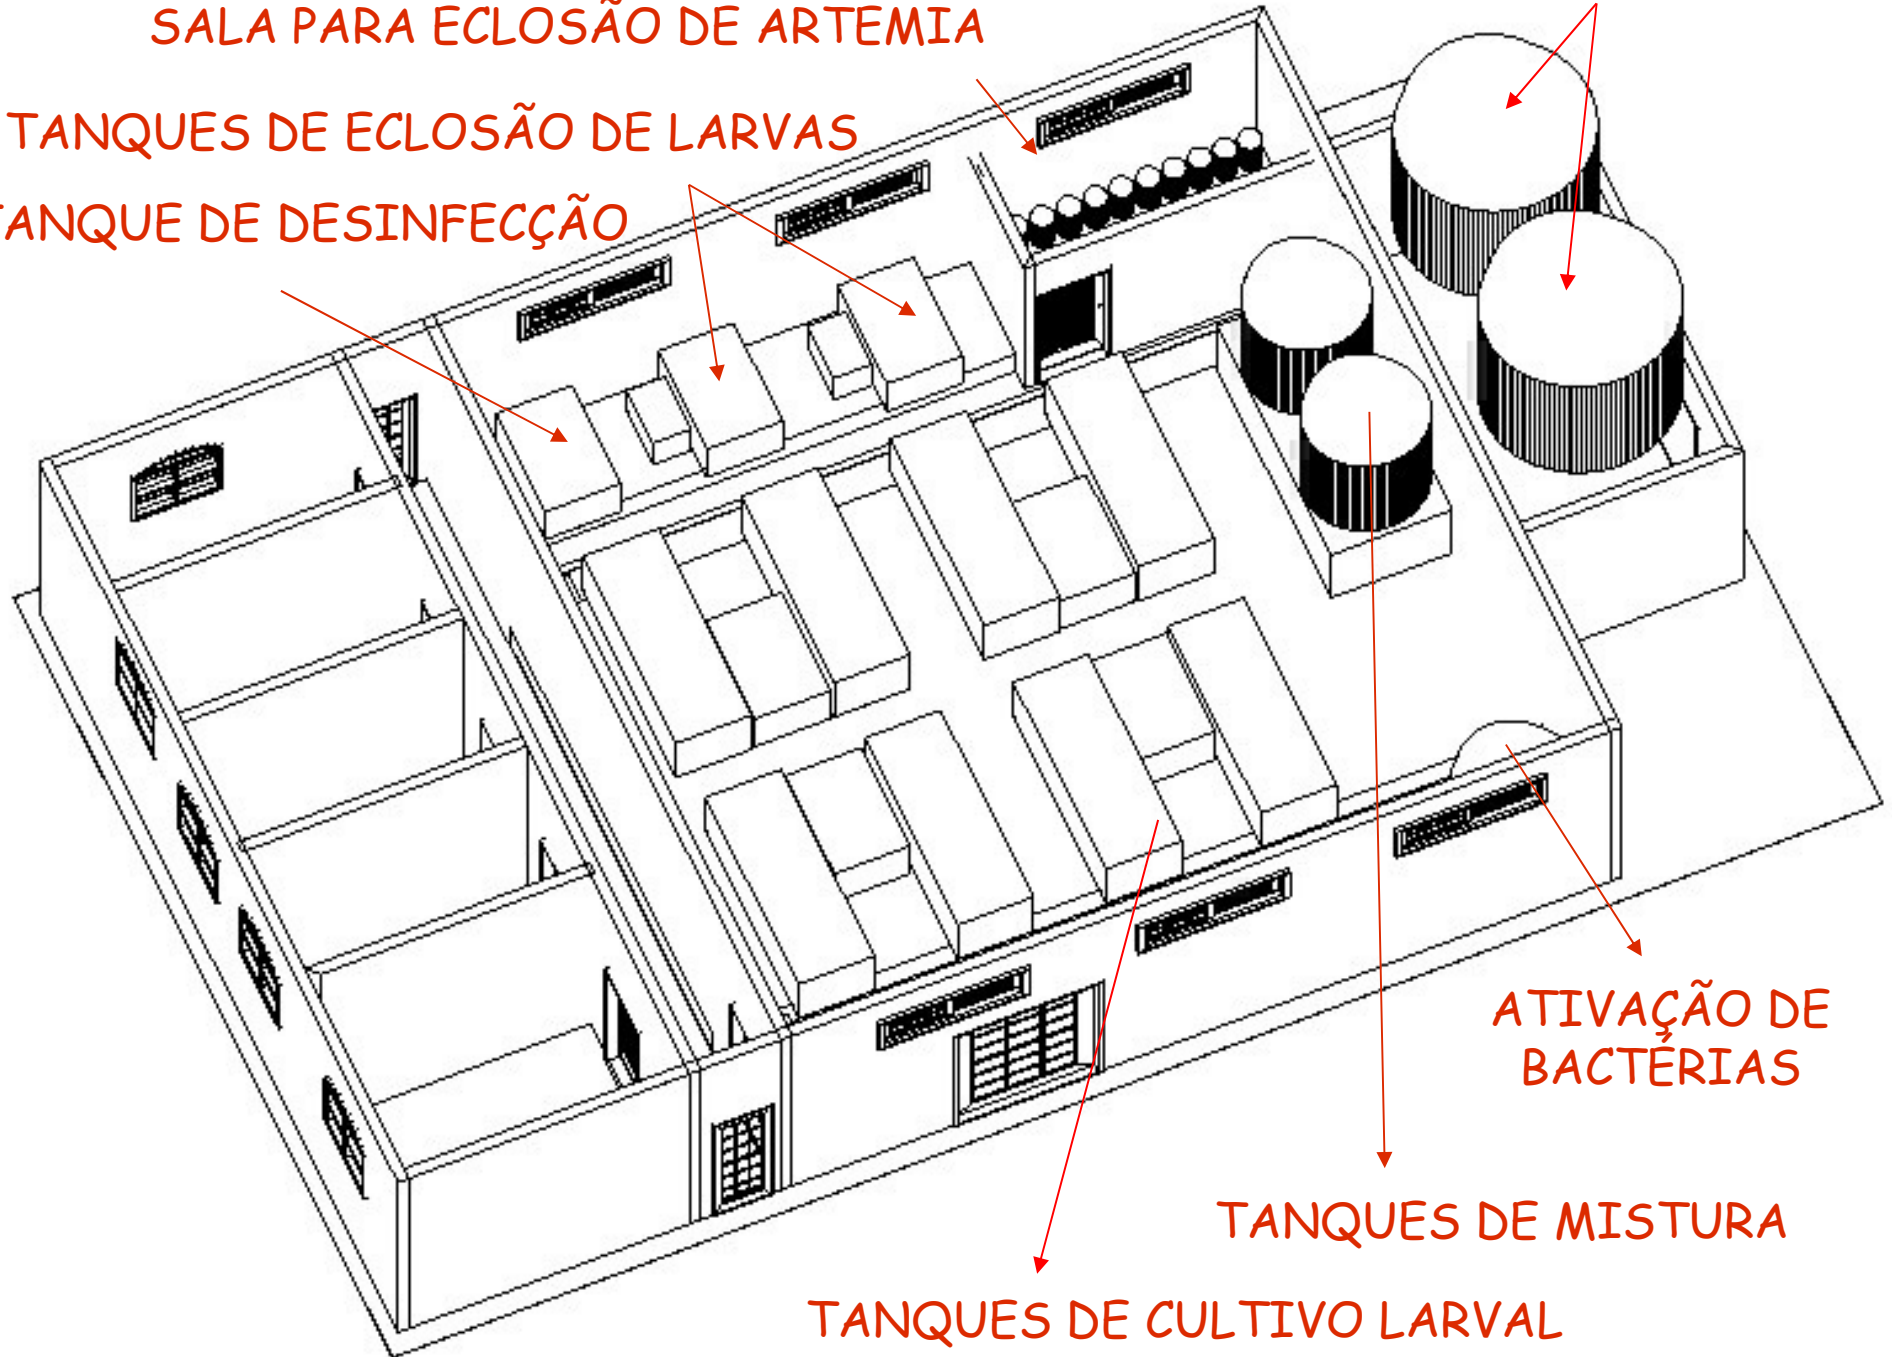 SALA PARA ECLOSÃO DE ARTEMIA
TANQUES DE ECLOSÃO DE LARVAS
TANQUE DE DESINFECÇÃO
ATIVAÇÃO DE
BACTÉRIAS
TANQUES DE MISTURA
TANQUES DE CULTIVO LARVAL